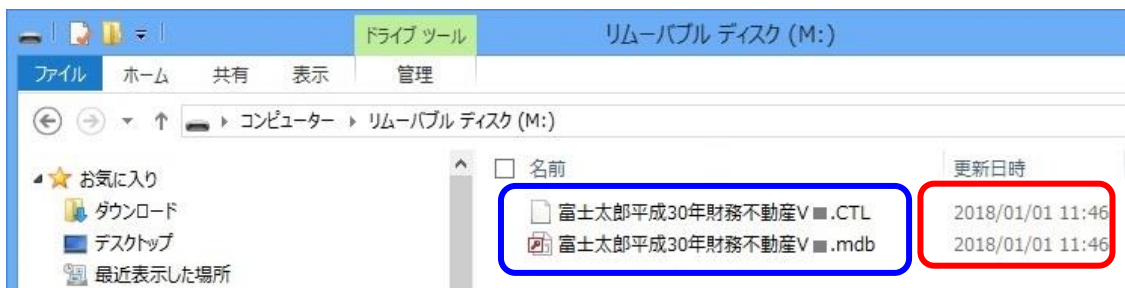 ドライブ ツール
リムーバブル ディスク (M:)
ファイル ホーム 共有 表示 管理
コンピューター ▸ リムーバブル ディスク (M:)
お気に入り
ダウンロード
デスクトップ
最近表示した場所
名前 更新日時
富士太郎平成30年財務不動産V■.CTL 2018/01/01 11:46
富士太郎平成30年財務不動産V■.mdb 2018/01/01 11:46